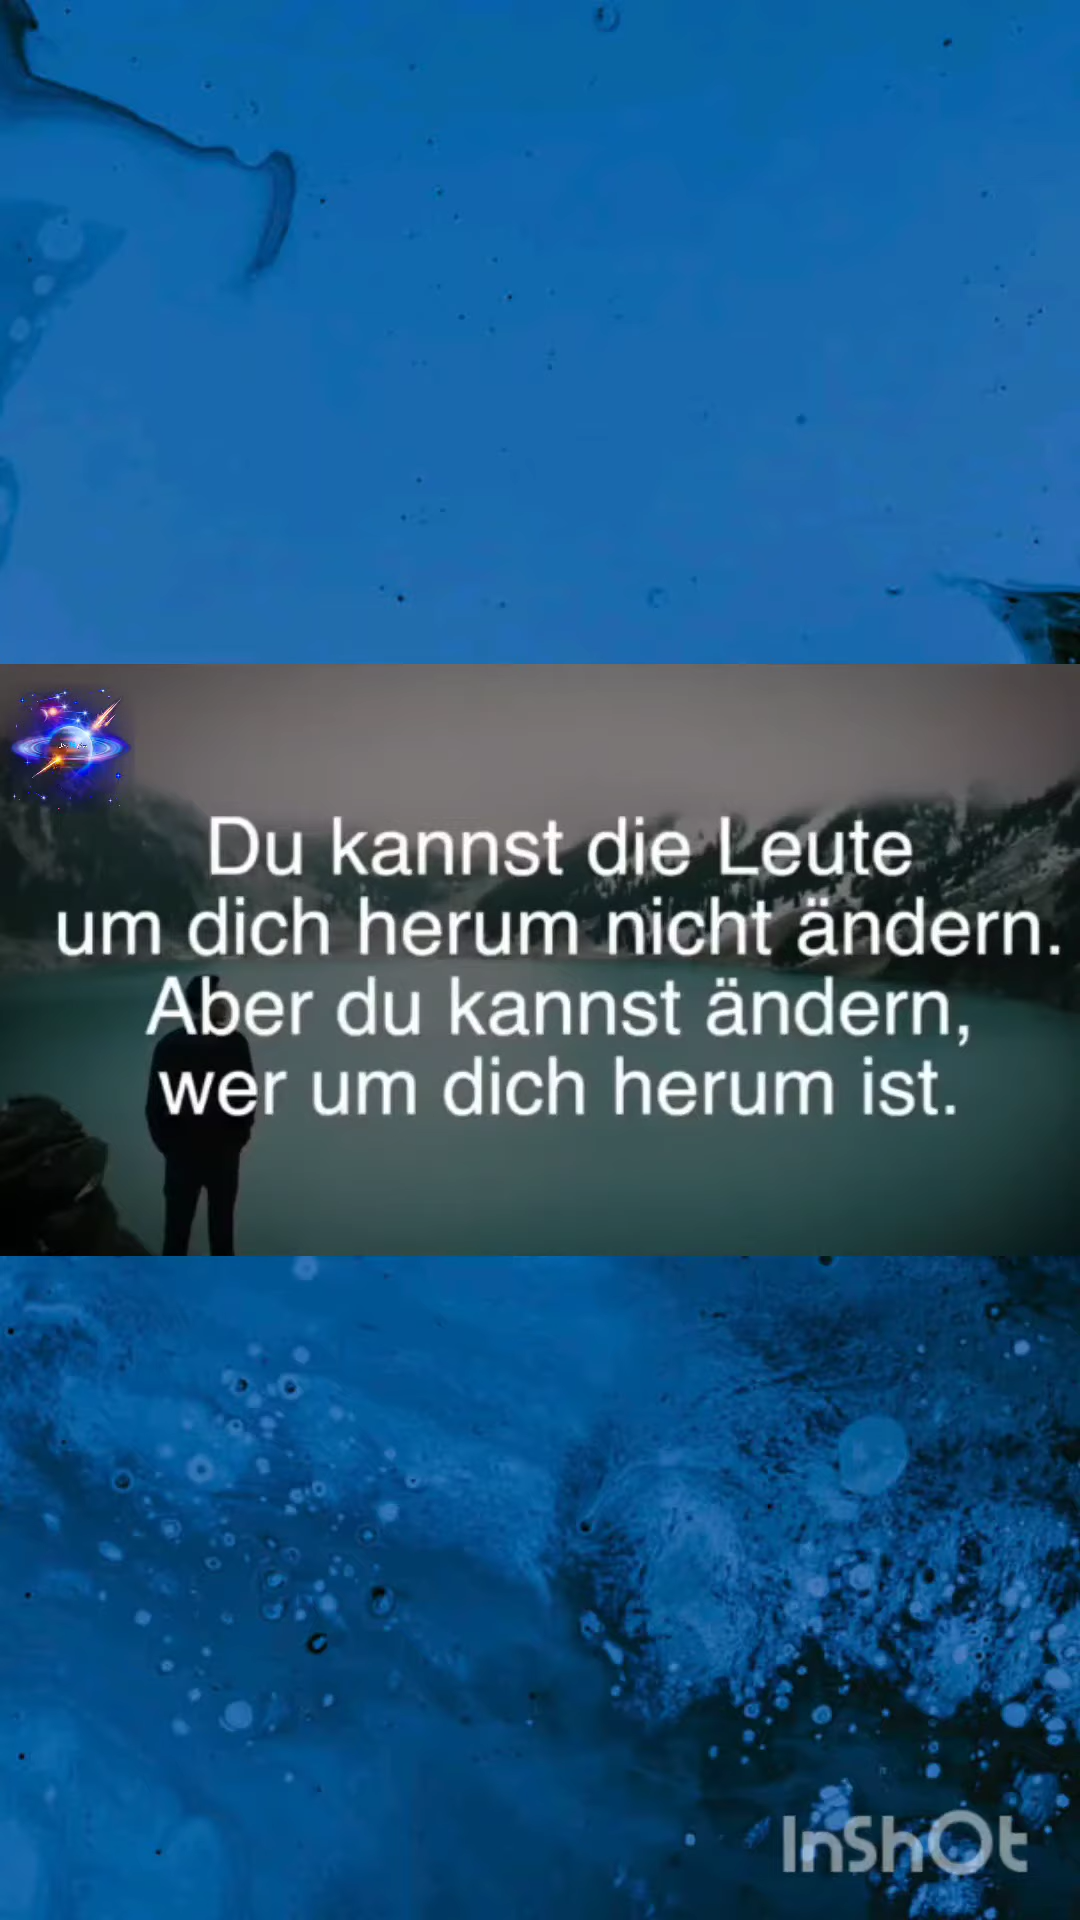 Du kannst die Leute
um dich herum nicht ändern.
Aber du kannst ändern,
wer um dich herum ist.
InShOt